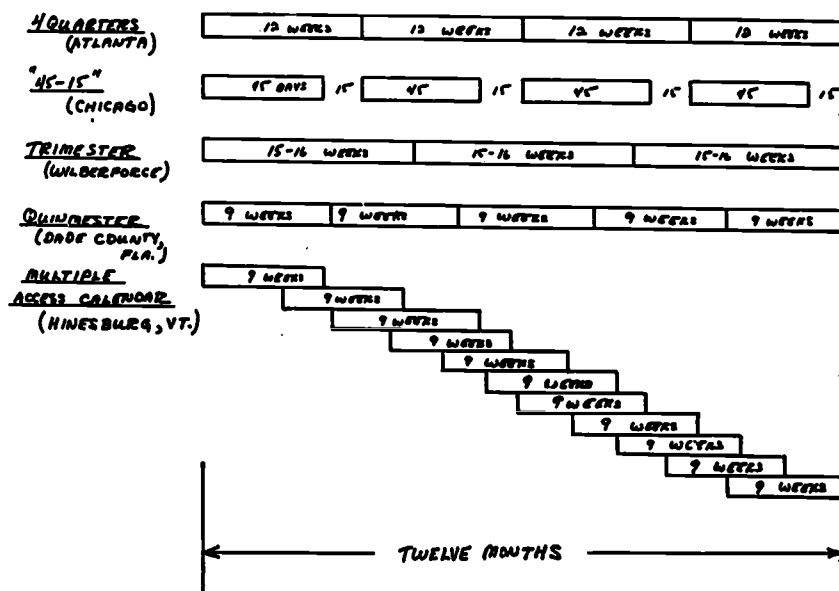 4 QUARTERS 12 WEEKS 12 WEEKS 12 WEEKS 12 WEEKS
(ATLANTA)
"45-15" 45 DAYS 15 45 15 45 15 45 15
(CHICAGO)
TRIMESTER 15-16 WEEKS 15-16 WEEKS 15-16 WEEKS
(WILBERFORCE)
QUINMESTER 9 WEEKS 9 WEEKS 9 WEEKS 9 WEEKS 9 WEEKS
(DADE COUNTY,
FLA.)
MULTIPLE 9 WEEKS
ACCESS CALENDAR 9 WEEKS
(HINESBURG, VT.) 9 WEEKS
9 WEEKS
9 WEEKS
9 WEEKS
9 WEEKS
9 WEEKS
9 WEEKS
9 WEEKS
9 WEEKS
TWELVE MONTHS